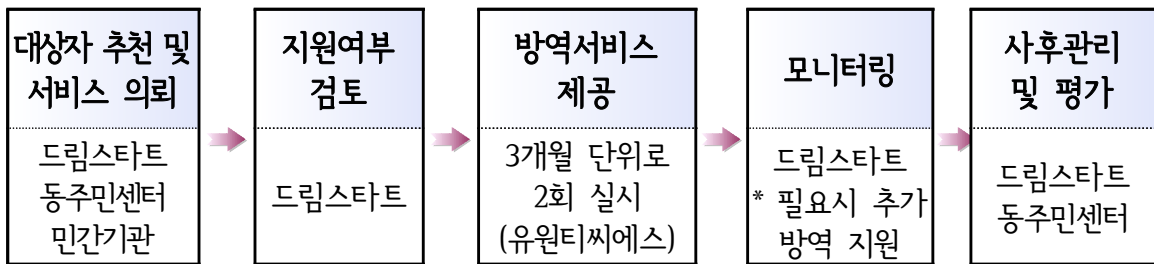 대상자 추천 및
서비스 의뢰
드림스타트
동주민센터
민간기관
지원여부
검토
드림스타트
방역서비스
제공
3개월 단위로
2회 실시
(유원티씨에스)
모니터링
드림스타트
* 필요시 추가
방역 지원
사후관리
및 평가
드림스타트
동주민센터